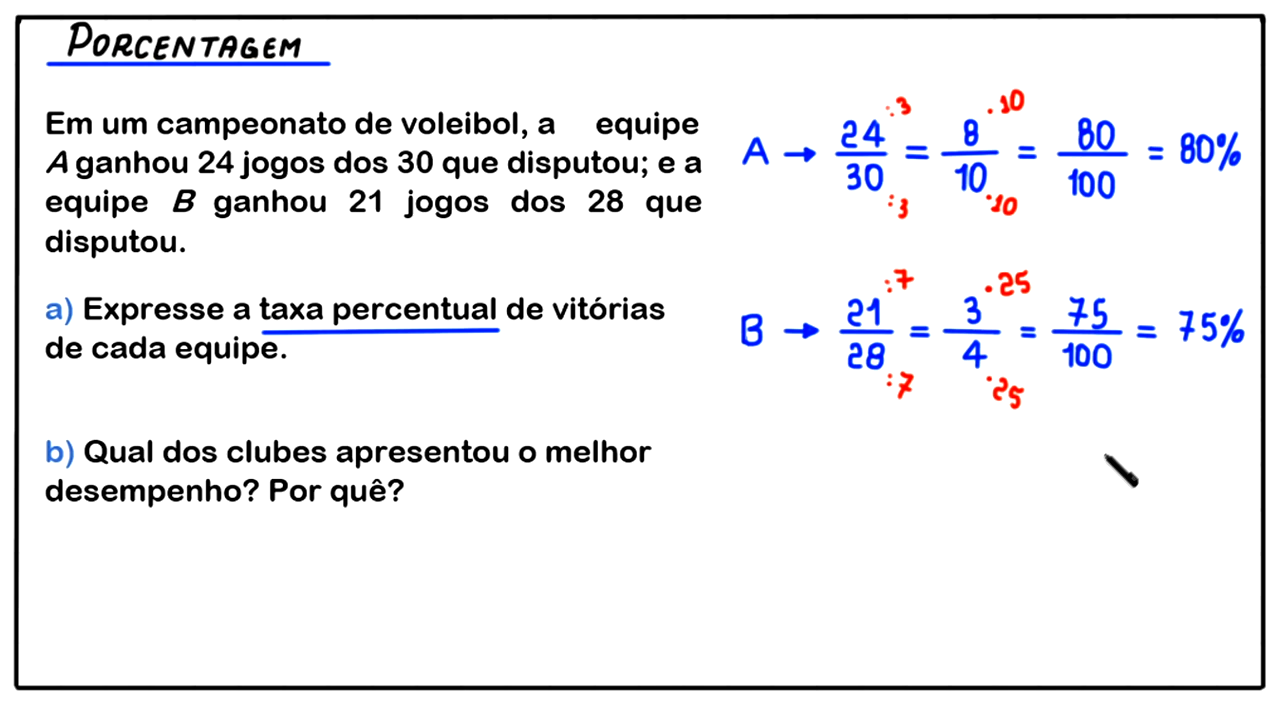 PORCENTAGEM
Em um campeonato de voleibol, a equipe
A ganhou 24 jogos dos 30 que disputou; e a
equipe B ganhou 21 jogos dos 28 que
disputou.
a) Expresse a taxa percentual de vitórias
de cada equipe.
b) Qual dos clubes apresentou o melhor
desempenho? Por quê?
:3 .10
A → 24/30 = 8/10 = 80/100 = 80%
:3 .10
:7 .25
B → 21/28 = 3/4 = 75/100 = 75%
:7 .25